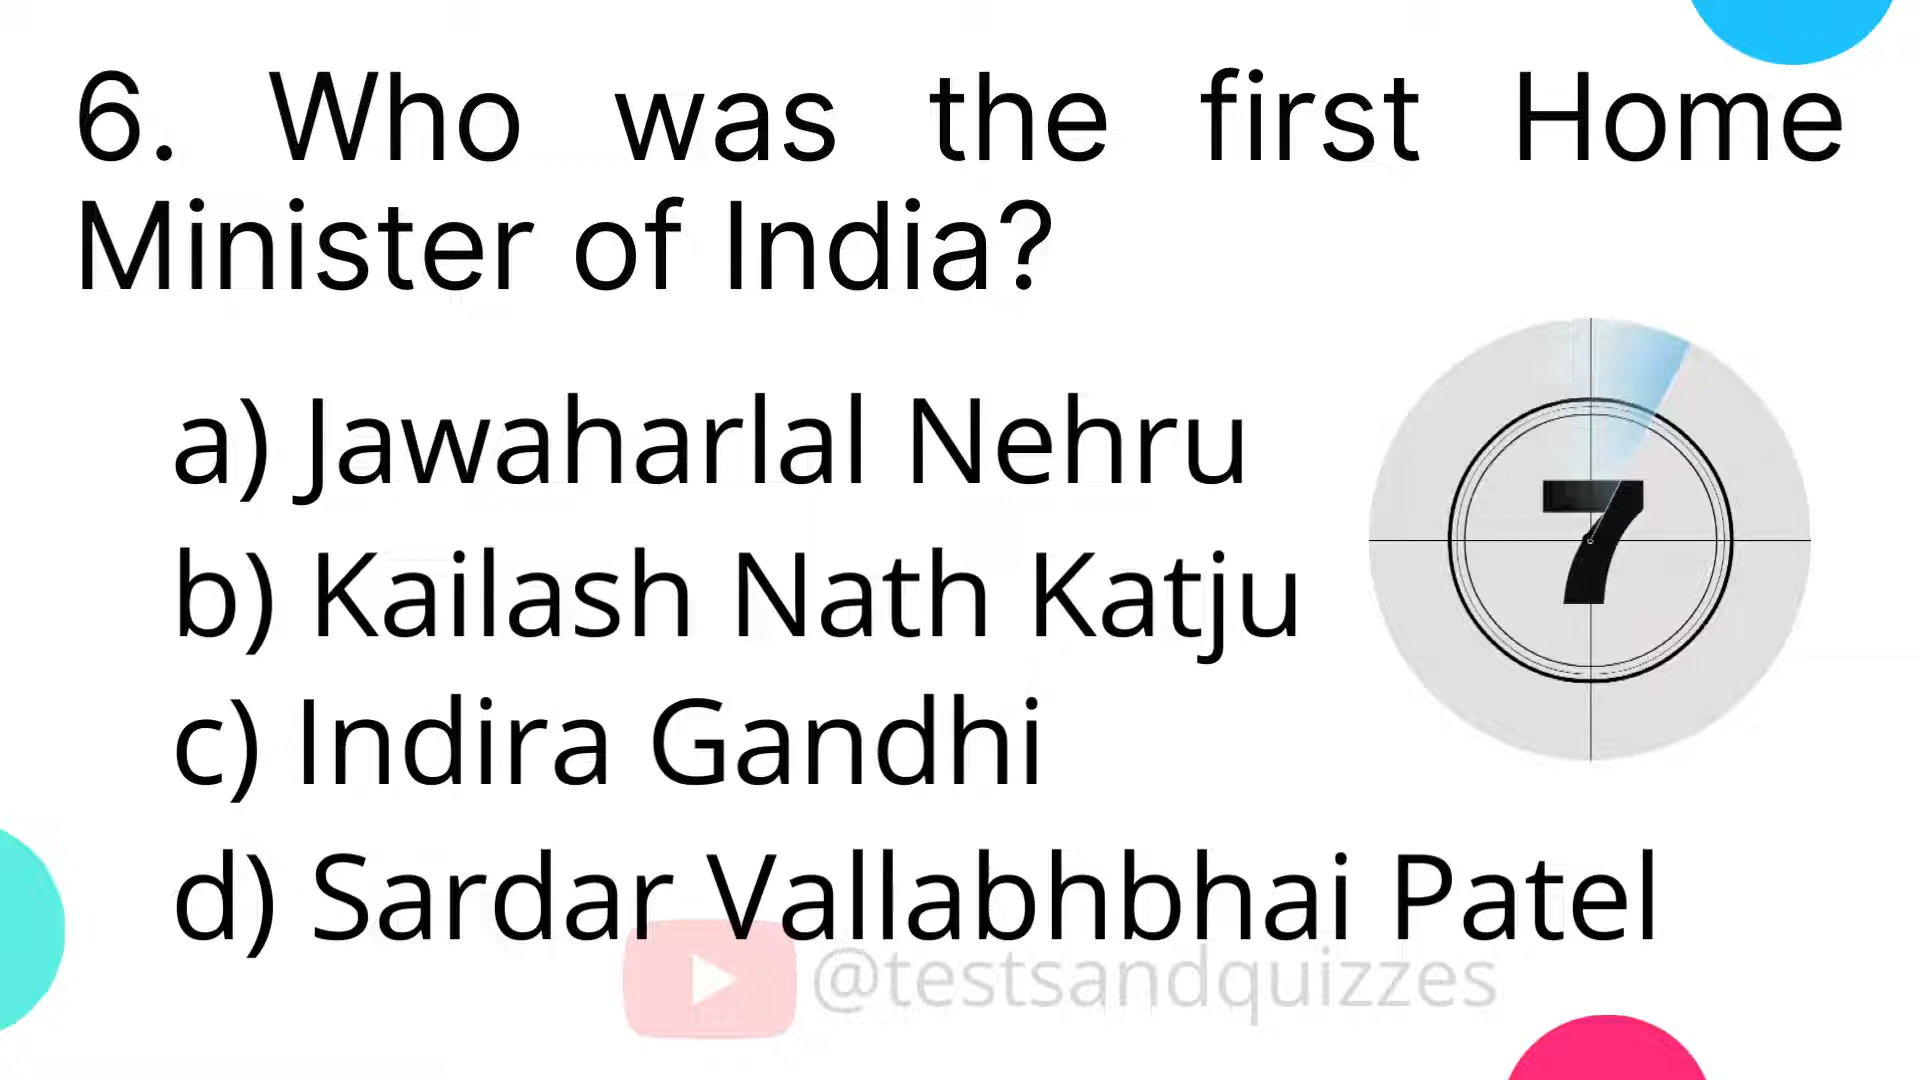 6. Who was the first Home
Minister of India?
a) Jawaharlal Nehru
b) Kailash Nath Katju
c) Indira Gandhi
d) Sardar Vallabhbhai Patel
7
@testsandquizzes